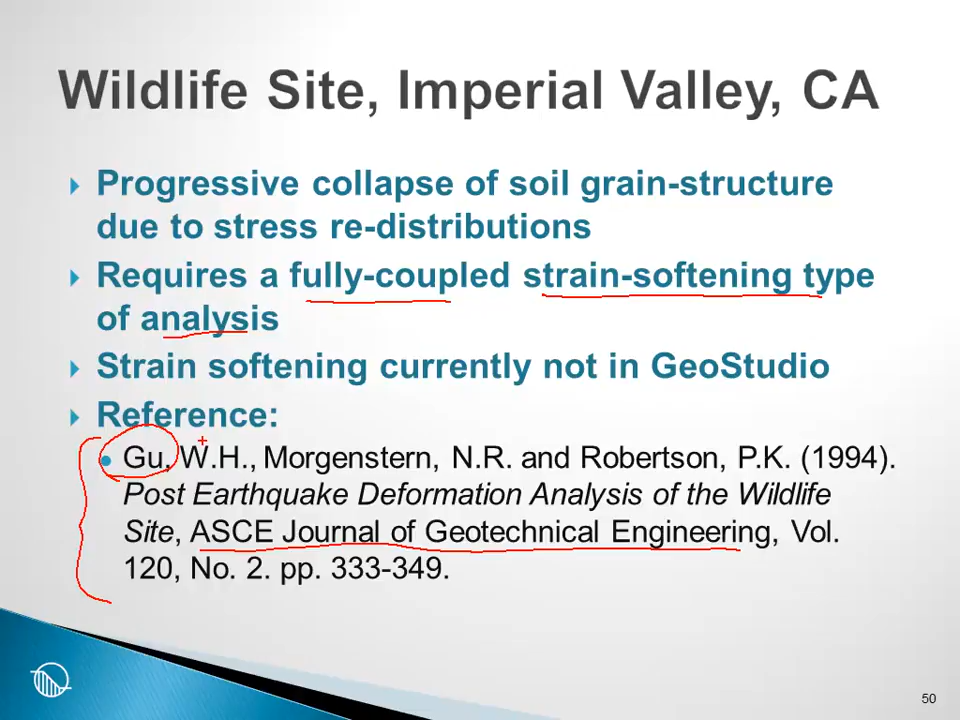 Wildlife Site, Imperial Valley, CA
Progressive collapse of soil grain-structure
due to stress re-distributions
Requires a fully-coupled strain-softening type
of analysis
Strain softening currently not in GeoStudio
Reference:
Gu, W.H., Morgenstern, N.R. and Robertson, P.K. (1994).
Post Earthquake Deformation Analysis of the Wildlife
Site, ASCE Journal of Geotechnical Engineering, Vol.
120, No. 2. pp. 333-349.
50